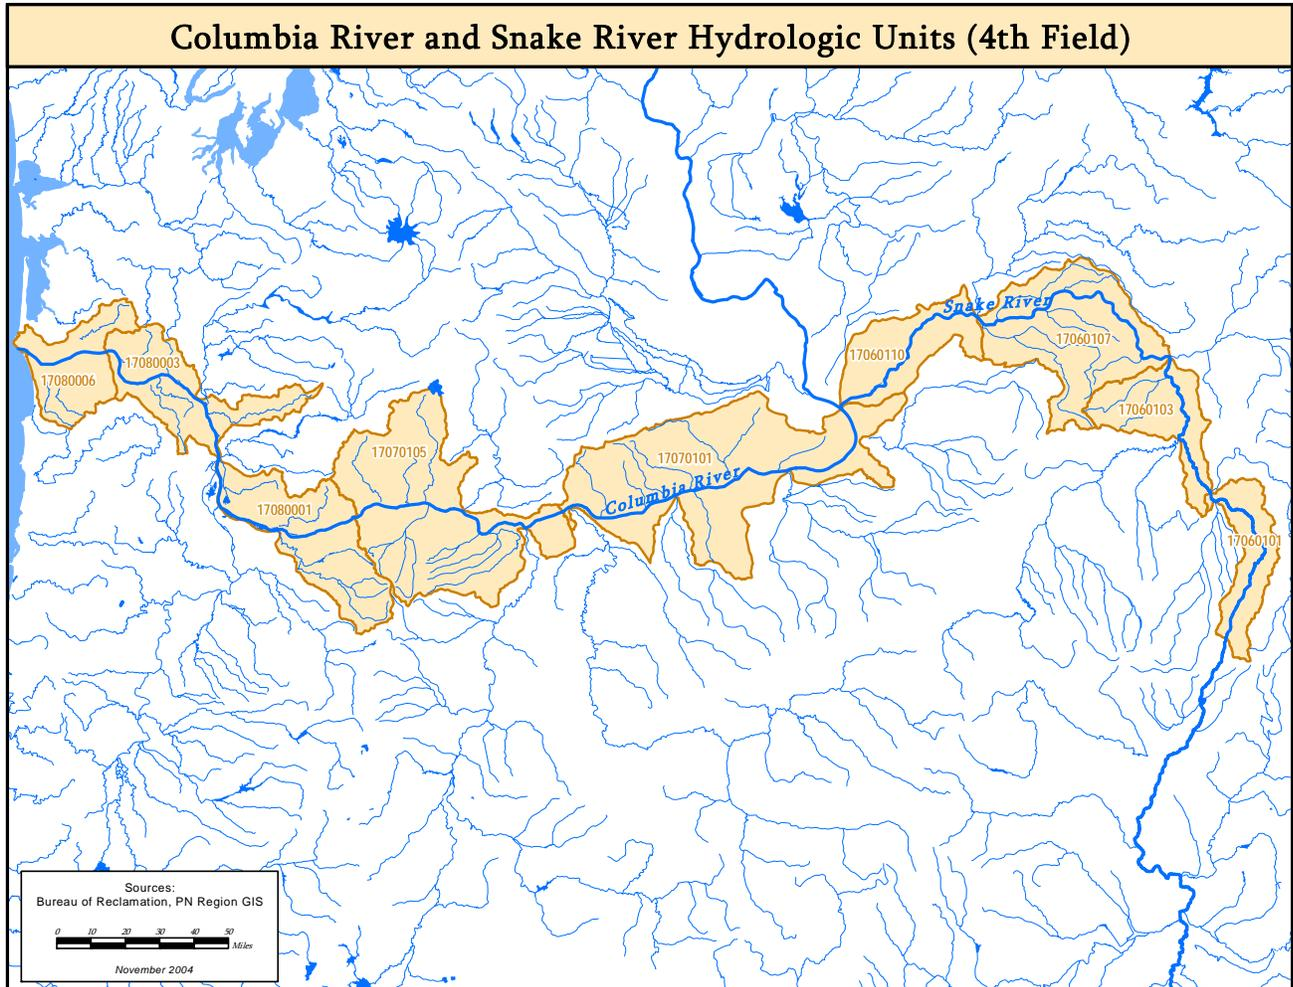 Columbia River and Snake River Hydrologic Units (4th Field)
Snake River
17060107
17060110
17080003
17080006
17060103
17070105
17070101
Columbia River
17080001
17060101
Sources:
Bureau of Reclamation, PN Region GIS
0 10 20 30 40 50
Miles
November 2004